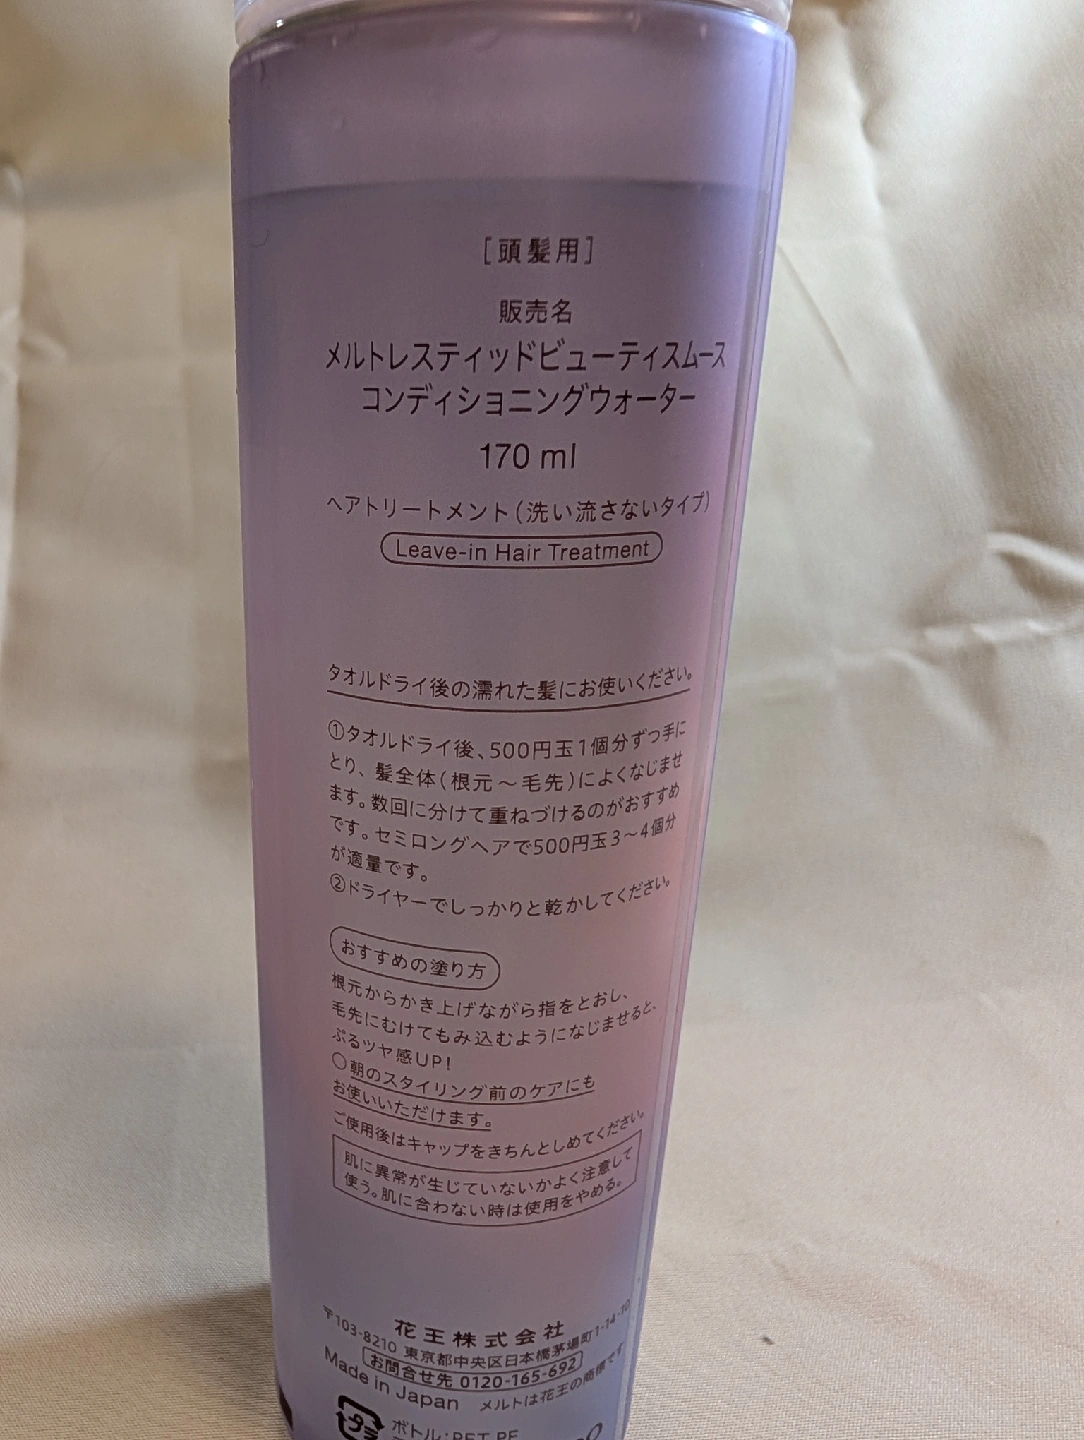 [頭髪用]
販売名
メルトレスティッドビューティスムース
コンディショニングウォーター
170 ml
ヘアトリートメント(洗い流さないタイプ)
Leave-in Hair Treatment
タオルドライ後の濡れた髪にお使いください。
①タオルドライ後、500円玉1個分ずつ手に
とり、髪全体(根元～毛先)によくなじませ
ます。数回に分けて重ねづけるのがおすすめ
です。セミロングヘアで500円玉3～4個分
が適量です。
②ドライヤーでしっかりと乾かしてください。
おすすめの塗り方
根元からかき上げながら指をとおし、
毛先にむけてもみ込むようになじませると、
ぷるツヤ感UP!
○朝のスタイリング前のケアにも
お使いいただけます。
ご使用後はキャップをきちんとしめてください。
肌に異常が生じていないかよく注意して
使う。肌に合わない時は使用をやめる。
花王株式会社
〒103-8210 東京都中央区日本橋茅場町1-14-10
お問合せ先 0120-165-692
Made in Japan メルトは花王の商標です
プラ ボトル:PET,PE